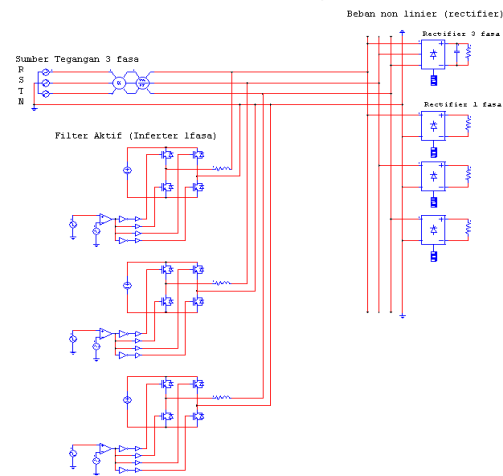 Beban non linier (rectifier)
Rectifier 3 fasa
Sumber Tegangan 3 fasa
R
S
T
N
Rectifier 1 fasa
Filter Aktif (Inferter 1fasa)